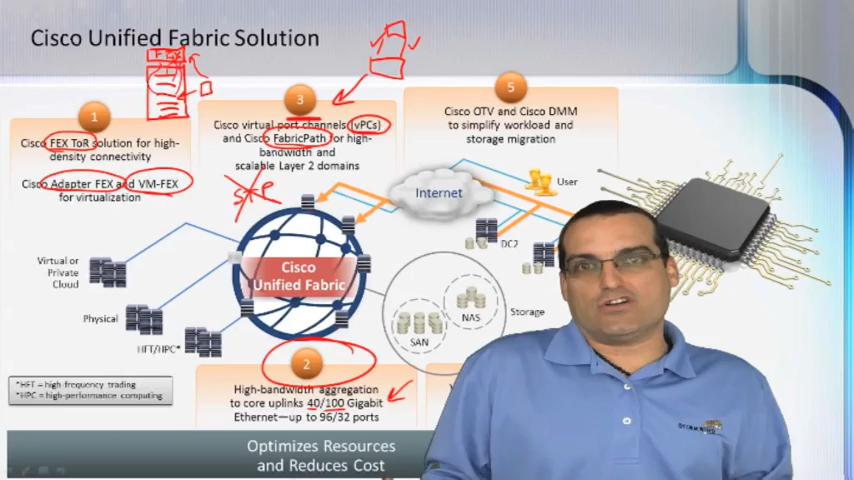 Cisco Unified Fabric Solution
FEX
1
Cisco FEX ToR solution for high-
density connectivity
Cisco Adapter FEX and VM-FEX
for virtualization
3
Cisco virtual port channels (vPCs)
and Cisco FabricPath for high-
bandwidth and
scalable Layer 2 domains
STP
5
Cisco OTV and Cisco DMM
to simplify workload and
storage migration
Internet
User
DC2
Virtual or
Private
Cloud
Physical
HFT/HPC*
Cisco
Unified Fabric
SAN
NAS
Storage
*HFT = high-frequency trading
*HPC = high-performance computing
2
High-bandwidth aggregation
to core uplinks 40/100 Gigabit
Ethernet—up to 96/32 ports
Optimizes Resources
and Reduces Cost